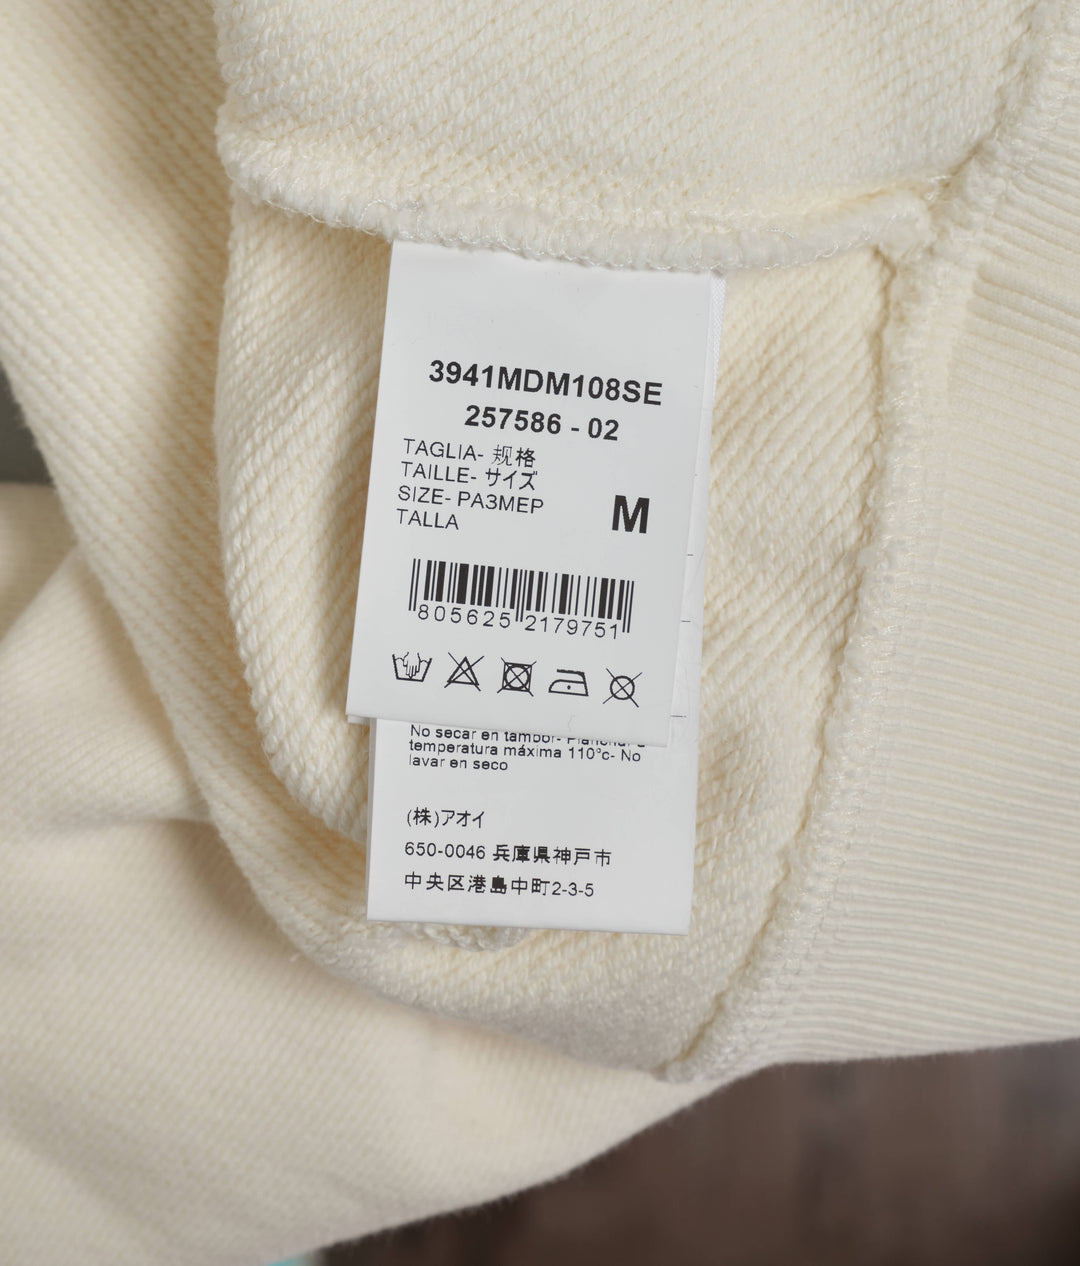 3941MDM108SE
257586 - 02
TAGLIA- 规格
TAILLE- サイズ
SIZE- РАЗМЕР
TALLA
M
805625 2179751
No secar en tambor- Planchar a
temperatura máxima 110°c- No
lavar en seco
(株)アオイ
650-0046 兵庫県神戸市
中央区港島中町2-3-5